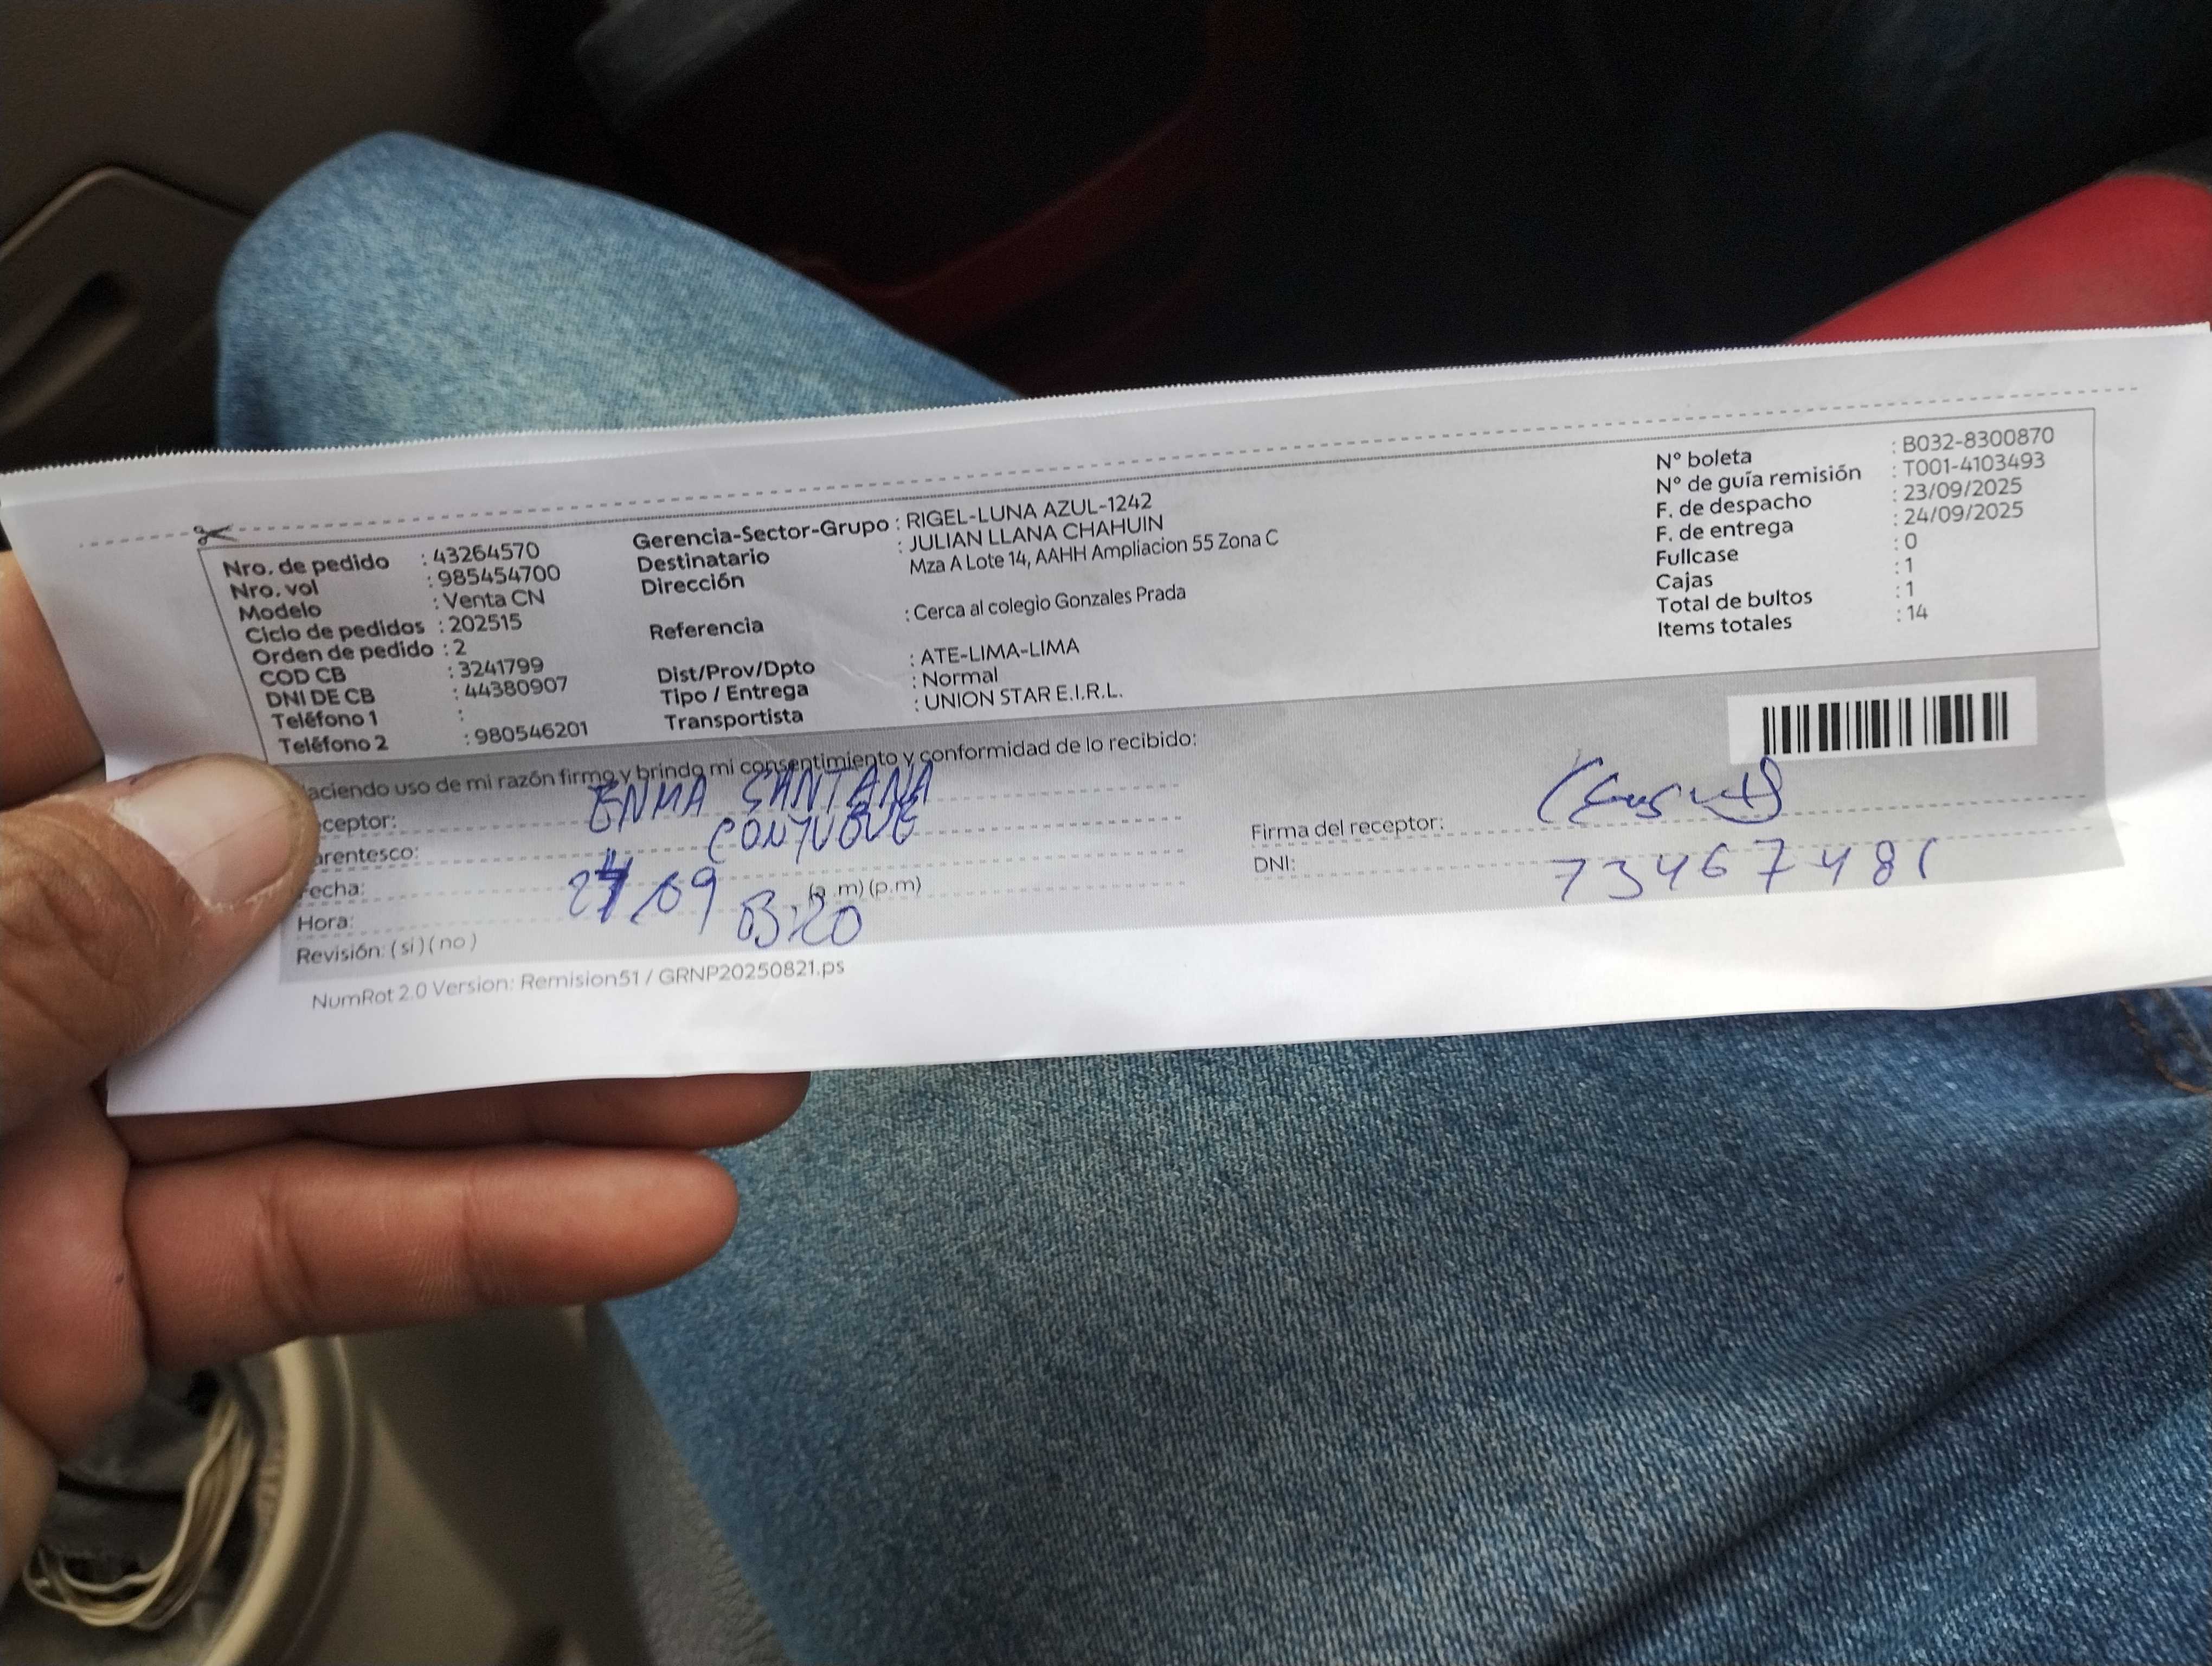 Nro. de pedido : 43264570
Nro. vol : 985454700
Modelo : Venta CN
Ciclo de pedidos : 202515
Orden de pedido : 2
COD CB : 3241799
DNI DE CB : 44380907
Teléfono 1 :
Teléfono 2 : 980546201
Gerencia-Sector-Grupo : RIGEL-LUNA AZUL-1242
Destinatario : JULIAN LLANA CHAHUIN
Dirección Mza A Lote 14, AAHH Ampliacion 55 Zona C
Referencia : Cerca al colegio Gonzales Prada
Dist/Prov/Dpto : ATE-LIMA-LIMA
Tipo / Entrega : Normal
Transportista : UNION STAR E.I.R.L.
N° boleta : B032-8300870
N° de guía remisión : T001-4103493
F. de despacho : 23/09/2025
F. de entrega : 24/09/2025
Fullcase : 0
Cajas : 1
Total de bultos : 1
Items totales : 14
aciendo uso de mi razón firmo y brindo mi consentimiento y conformidad de lo recibido:
ceptor: ENMA SANTANA
arentesco: CONYUGUE
echa: 24/09
Hora: 13:20 (a .m) (p.m)
Revisión: ( si ) ( no )
Firma del receptor:
DNI: 73467481
NumRot 2.0 Version: Remision51 / GRNP20250821.ps